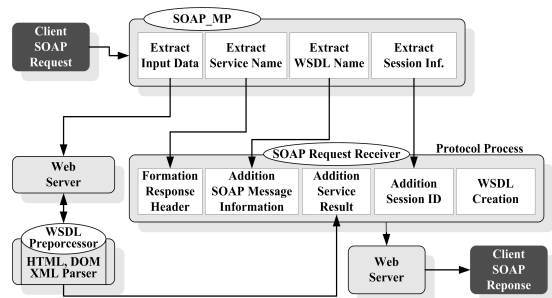 SOAP_MP
Client
SOAP
Request
Extract
Input Data
Extract
Service Name
Extract
WSDL Name
Extract
Session Inf.
SOAP Request Receiver
Protocol Process
Web
Server
Formation
Response
Header
Addition
SOAP Message
Information
Addition
Service
Result
Addition
Session ID
WSDL
Creation
WSDL
Preporcessor
HTML, DOM
XML Parser
Web
Server
Client
SOAP
Reponse